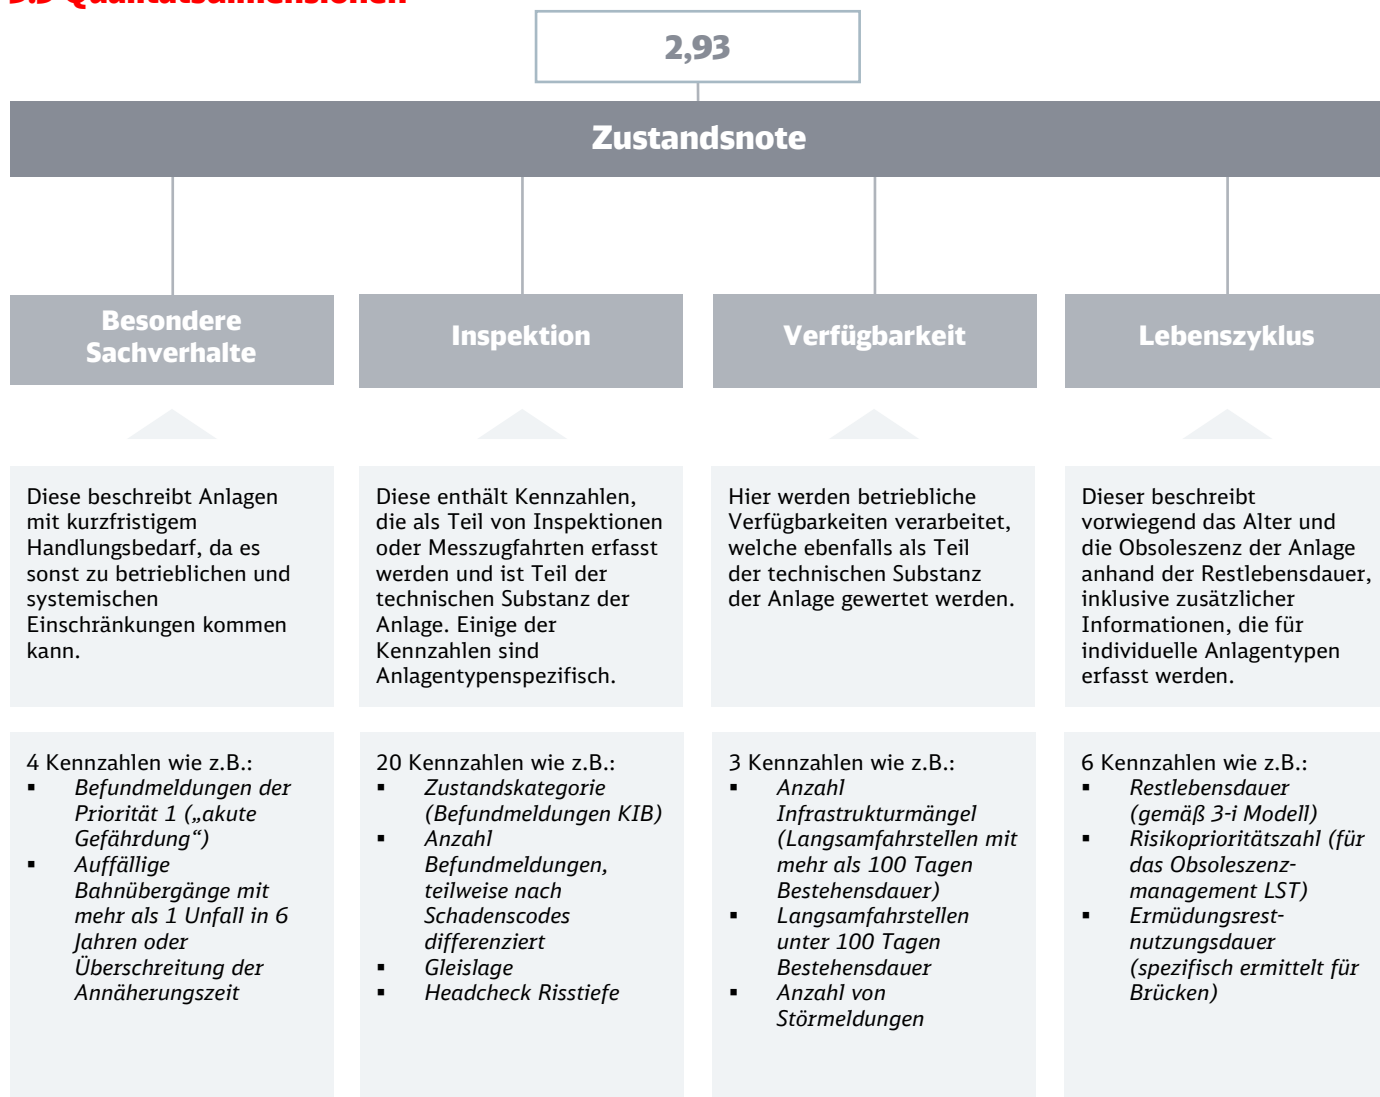 3.3 Qualitätsdimensionen
2,93
Zustandsnote
Besondere
Sachverhalte
Inspektion
Verfügbarkeit
Lebenszyklus
Diese beschreibt Anlagen
mit kurzfristigem
Handlungsbedarf, da es
sonst zu betrieblichen und
systemischen
Einschränkungen kommen
kann.
Diese enthält Kennzahlen,
die als Teil von Inspektionen
oder Messzugfahrten erfasst
werden und ist Teil der
technischen Substanz der
Anlage. Einige der
Kennzahlen sind
Anlagentypenspezifisch.
Hier werden betriebliche
Verfügbarkeiten verarbeitet,
welche ebenfalls als Teil
der technischen Substanz
der Anlage gewertet werden.
Dieser beschreibt
vorwiegend das Alter und
die Obsoleszenz der Anlage
anhand der Restlebensdauer,
inklusive zusätzlicher
Informationen, die für
individuelle Anlagentypen
erfasst werden.
4 Kennzahlen wie z.B.:
▪ Befundmeldungen der
Priorität 1 („akute
Gefährdung“)
▪ Auffällige
Bahnübergänge mit
mehr als 1 Unfall in 6
Jahren oder
Überschreitung der
Annäherungszeit
20 Kennzahlen wie z.B.:
▪ Zustandskategorie
(Befundmeldungen KIB)
▪ Anzahl
Befundmeldungen,
teilweise nach
Schadenscodes
differenziert
▪ Gleislage
▪ Headcheck Risstiefe
3 Kennzahlen wie z.B.:
▪ Anzahl
Infrastrukturmängel
(Langsamfahrstellen mit
mehr als 100 Tagen
Bestehensdauer)
▪ Langsamfahrstellen
unter 100 Tagen
Bestehensdauer
▪ Anzahl von
Störmeldungen
6 Kennzahlen wie z.B.:
▪ Restlebensdauer
(gemäß 3-i Modell)
▪ Risikoprioritätszahl (für
das Obsoleszenz-
management LST)
▪ Ermüdungsrest-
nutzungsdauer
(spezifisch ermittelt für
Brücken)